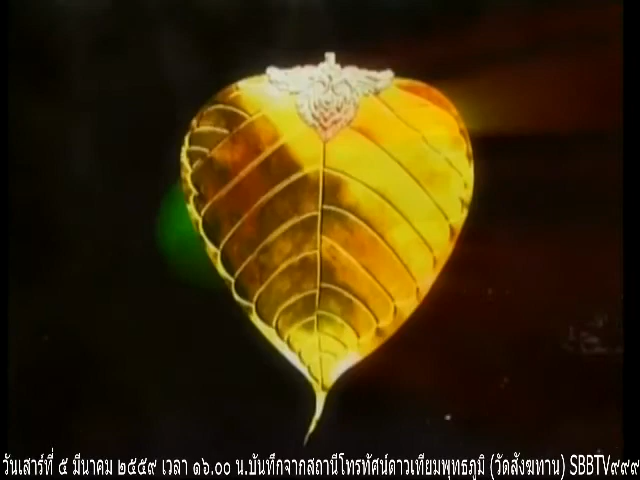 วันเสาร์ที่ ๕ มีนาคม ๒๕๕๙ เวลา ๑๖.๐๐ น.บันทึกจากสถานีโทรทัศน์ดาวเทียมพุทธภูมิ (วัดสังฆทาน) SBBTV๙๙๙